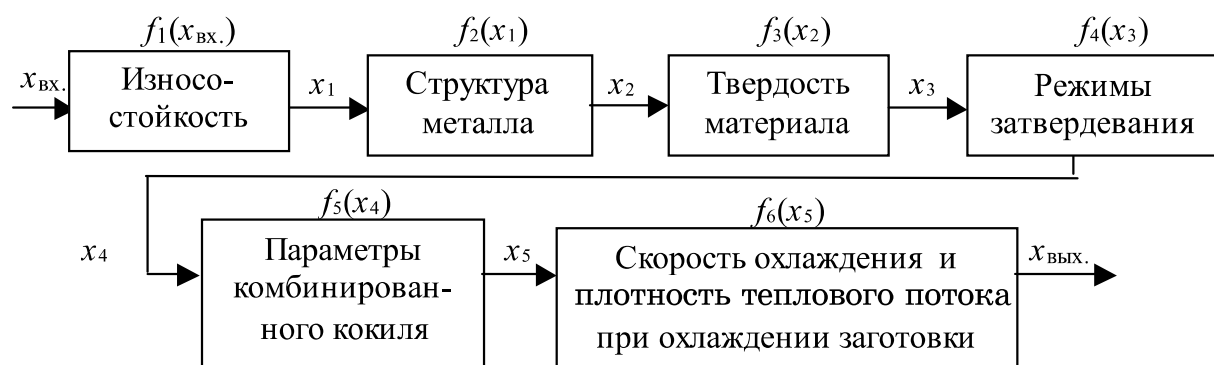 f1(xвх.) f2(x1) f3(x2) f4(x3)
xвх.
Износо-
стойкость
x1
Структура
металла
x2
Твердость
материала
x3
Режимы
затвердевания
f5(x4) f6(x5)
x4
Параметры
комбинирован-
ного кокиля
x5
Скорость охлаждения и
плотность теплового потока
при охлаждении заготовки
xвых.